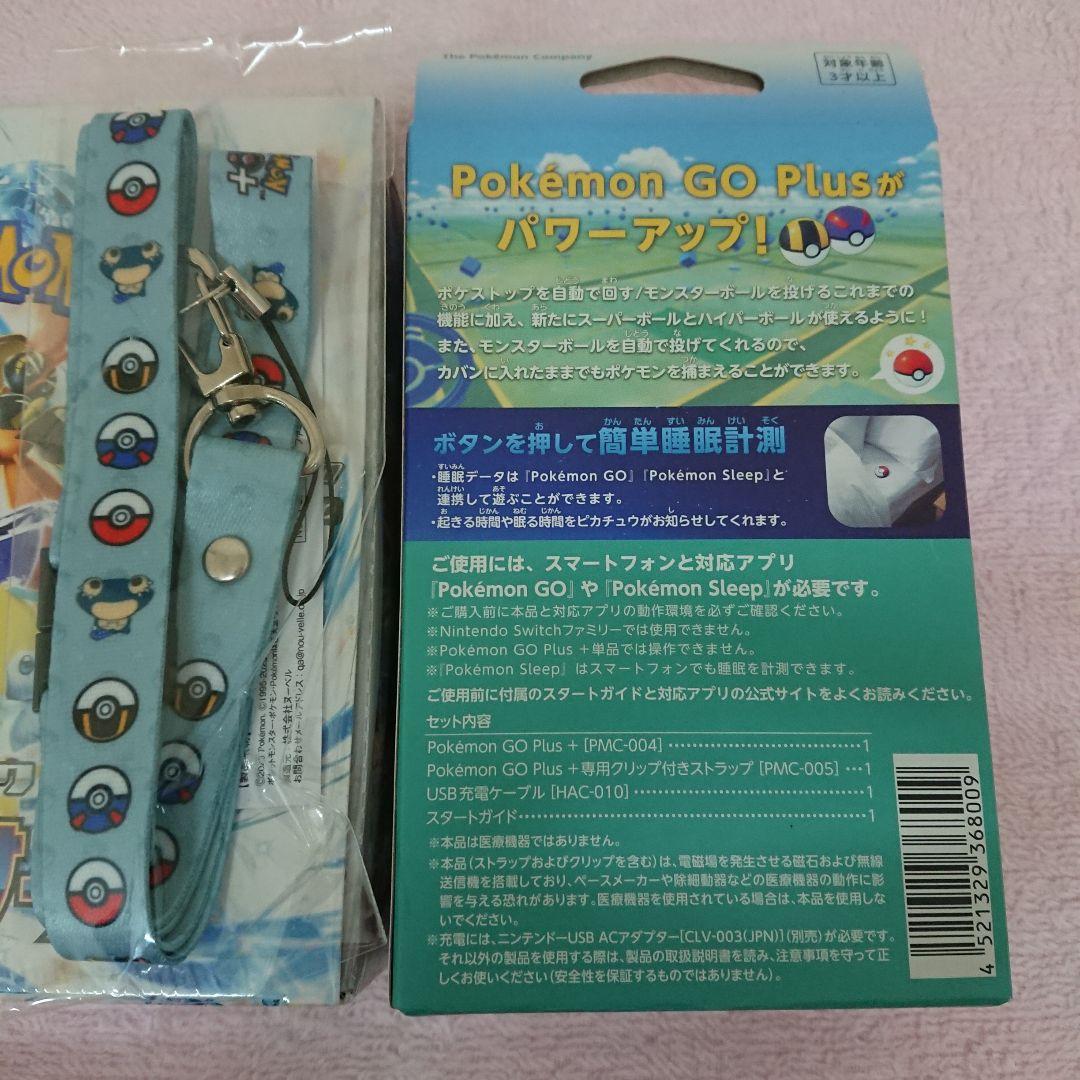 The Pokémon Company
対象年齢
3才以上
Pokémon GO Plusが
パワーアップ!
ポケストップを自動で回す/モンスターボールを投げるこれまでの
機能に加え、新たにスーパーボールとハイパーボールが使えるように!
また、モンスターボールを自動で投げてくれるので、
カバンに入れたままでもポケモンを捕まえることができます。
ボタンを押して簡単睡眠計測
・睡眠データは『Pokémon GO』『Pokémon Sleep』と
連携して遊ぶことができます。
・起きる時間や眠る時間をピカチュウがお知らせしてくれます。
ご使用には、スマートフォンと対応アプリ
『Pokémon GO』や『Pokémon Sleep』が必要です。
※ご購入前に本品と対応アプリの動作環境を必ずご確認ください。
※Nintendo Switchファミリーでは使用できません。
※Pokémon GO Plus +単品では操作できません。
※『Pokémon Sleep』はスマートフォンでも睡眠を計測できます。
ご使用前に付属のスタートガイドと対応アプリの公式サイトをよくお読みください。
セット内容
Pokémon GO Plus + [PMC-004] 1
Pokémon GO Plus +専用クリップ付きストラップ [PMC-005] 1
USB充電ケーブル [HAC-010] 1
スタートガイド 1
※本品は医療機器ではありません。
※本品(ストラップおよびクリップを含む)は、電磁場を発生させる磁石および無線
送信機を搭載しており、ペースメーカーや除細動器などの医療機器の動作に影
響を与える恐れがあります。医療機器を使用されている場合は、本品を使用しな
いでください。
※充電には、ニンテンドーUSB ACアダプター[CLV-003(JPN)](別売)が必要です。
それ以外の製品を使用する際は、製品の取扱説明書を読み、注意事項を守って正
しくお使いください(安全性を保証するものではありません)。
4 521329 368009
株式会社ヌーベル
お問合わせメールアドレス:qa@nou-velle.co.jp